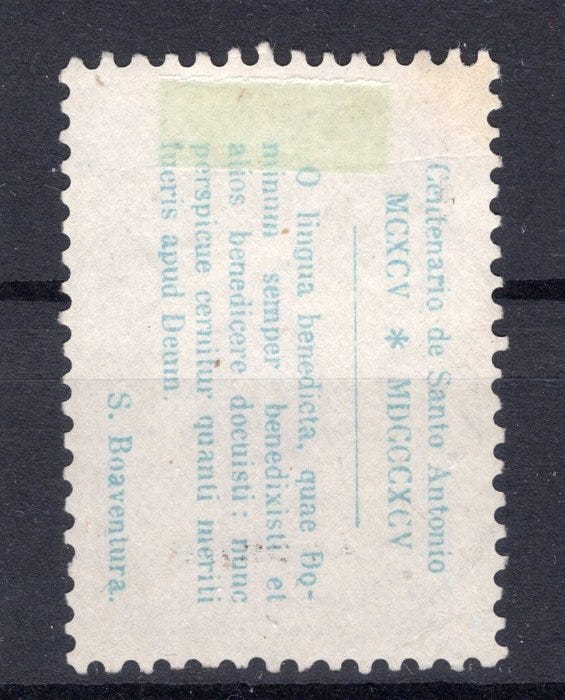 Centenario de Santo Antonio
MCXCV * MDCCCXCV
O lingua benedicta, quae Do-
minum semper benedixisti et
alios benedicere docuisti: nunc
perspicue cernitur quanti meriti
fueris apud Deum.
S. Boaventura.